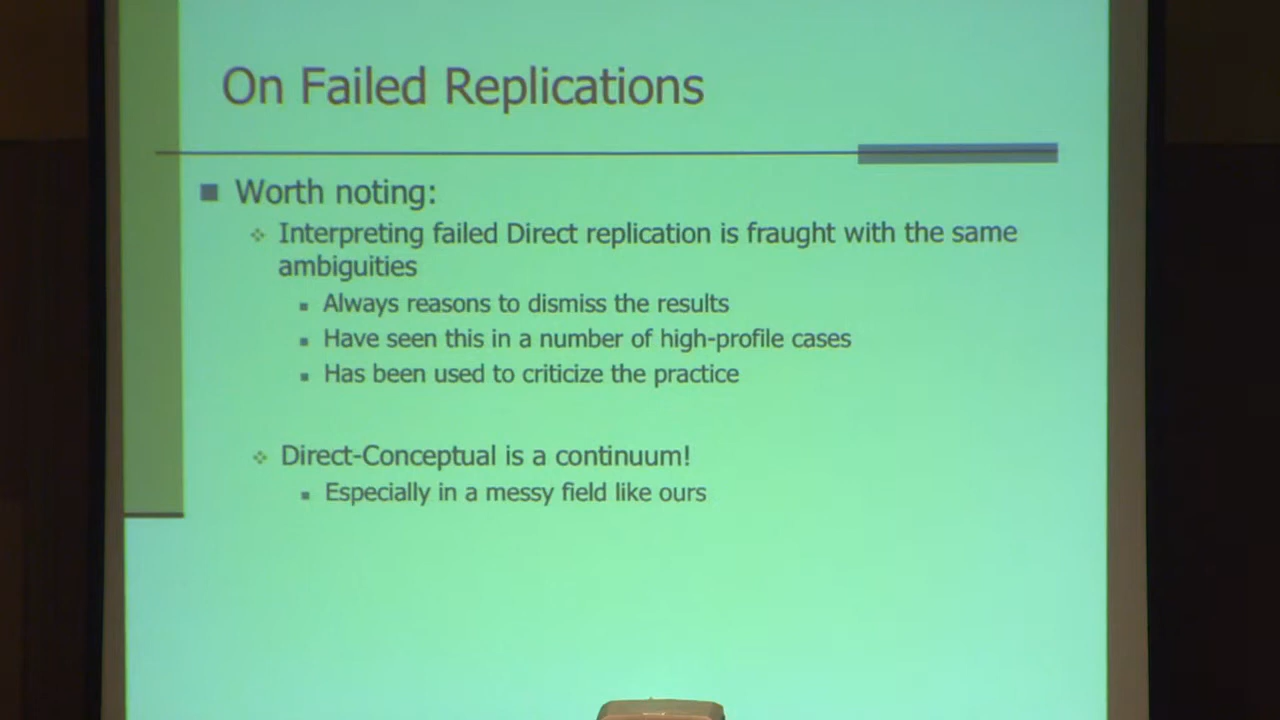 On Failed Replications
Worth noting:
Interpreting failed Direct replication is fraught with the same
ambiguities
Always reasons to dismiss the results
Have seen this in a number of high-profile cases
Has been used to criticize the practice
Direct-Conceptual is a continuum!
Especially in a messy field like ours